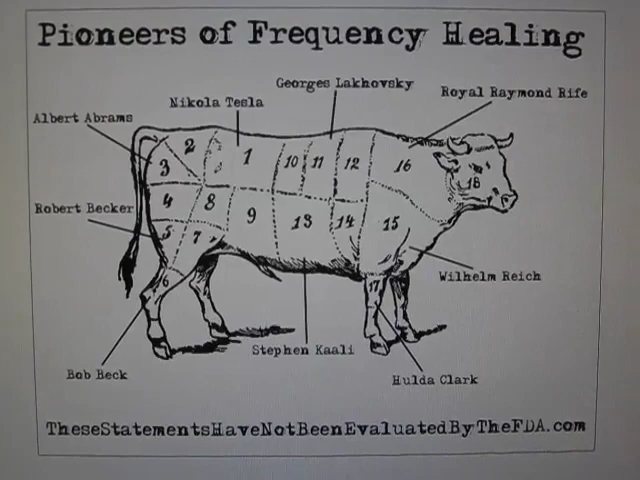 Pioneers of Frequency Healing
Georges Lakhovsky
Royal Raymond Rife
Nikola Tesla
Albert Abrams
2
1
10
11
12
16
3
18
4
8
9
13
14
15
Robert Becker
5
7
Wilhelm Reich
6
17
Stephen Kaali
Bob Beck
Hulda Clark
TheseStatementsHaveNotBeenEvaluatedByTheFDA.com